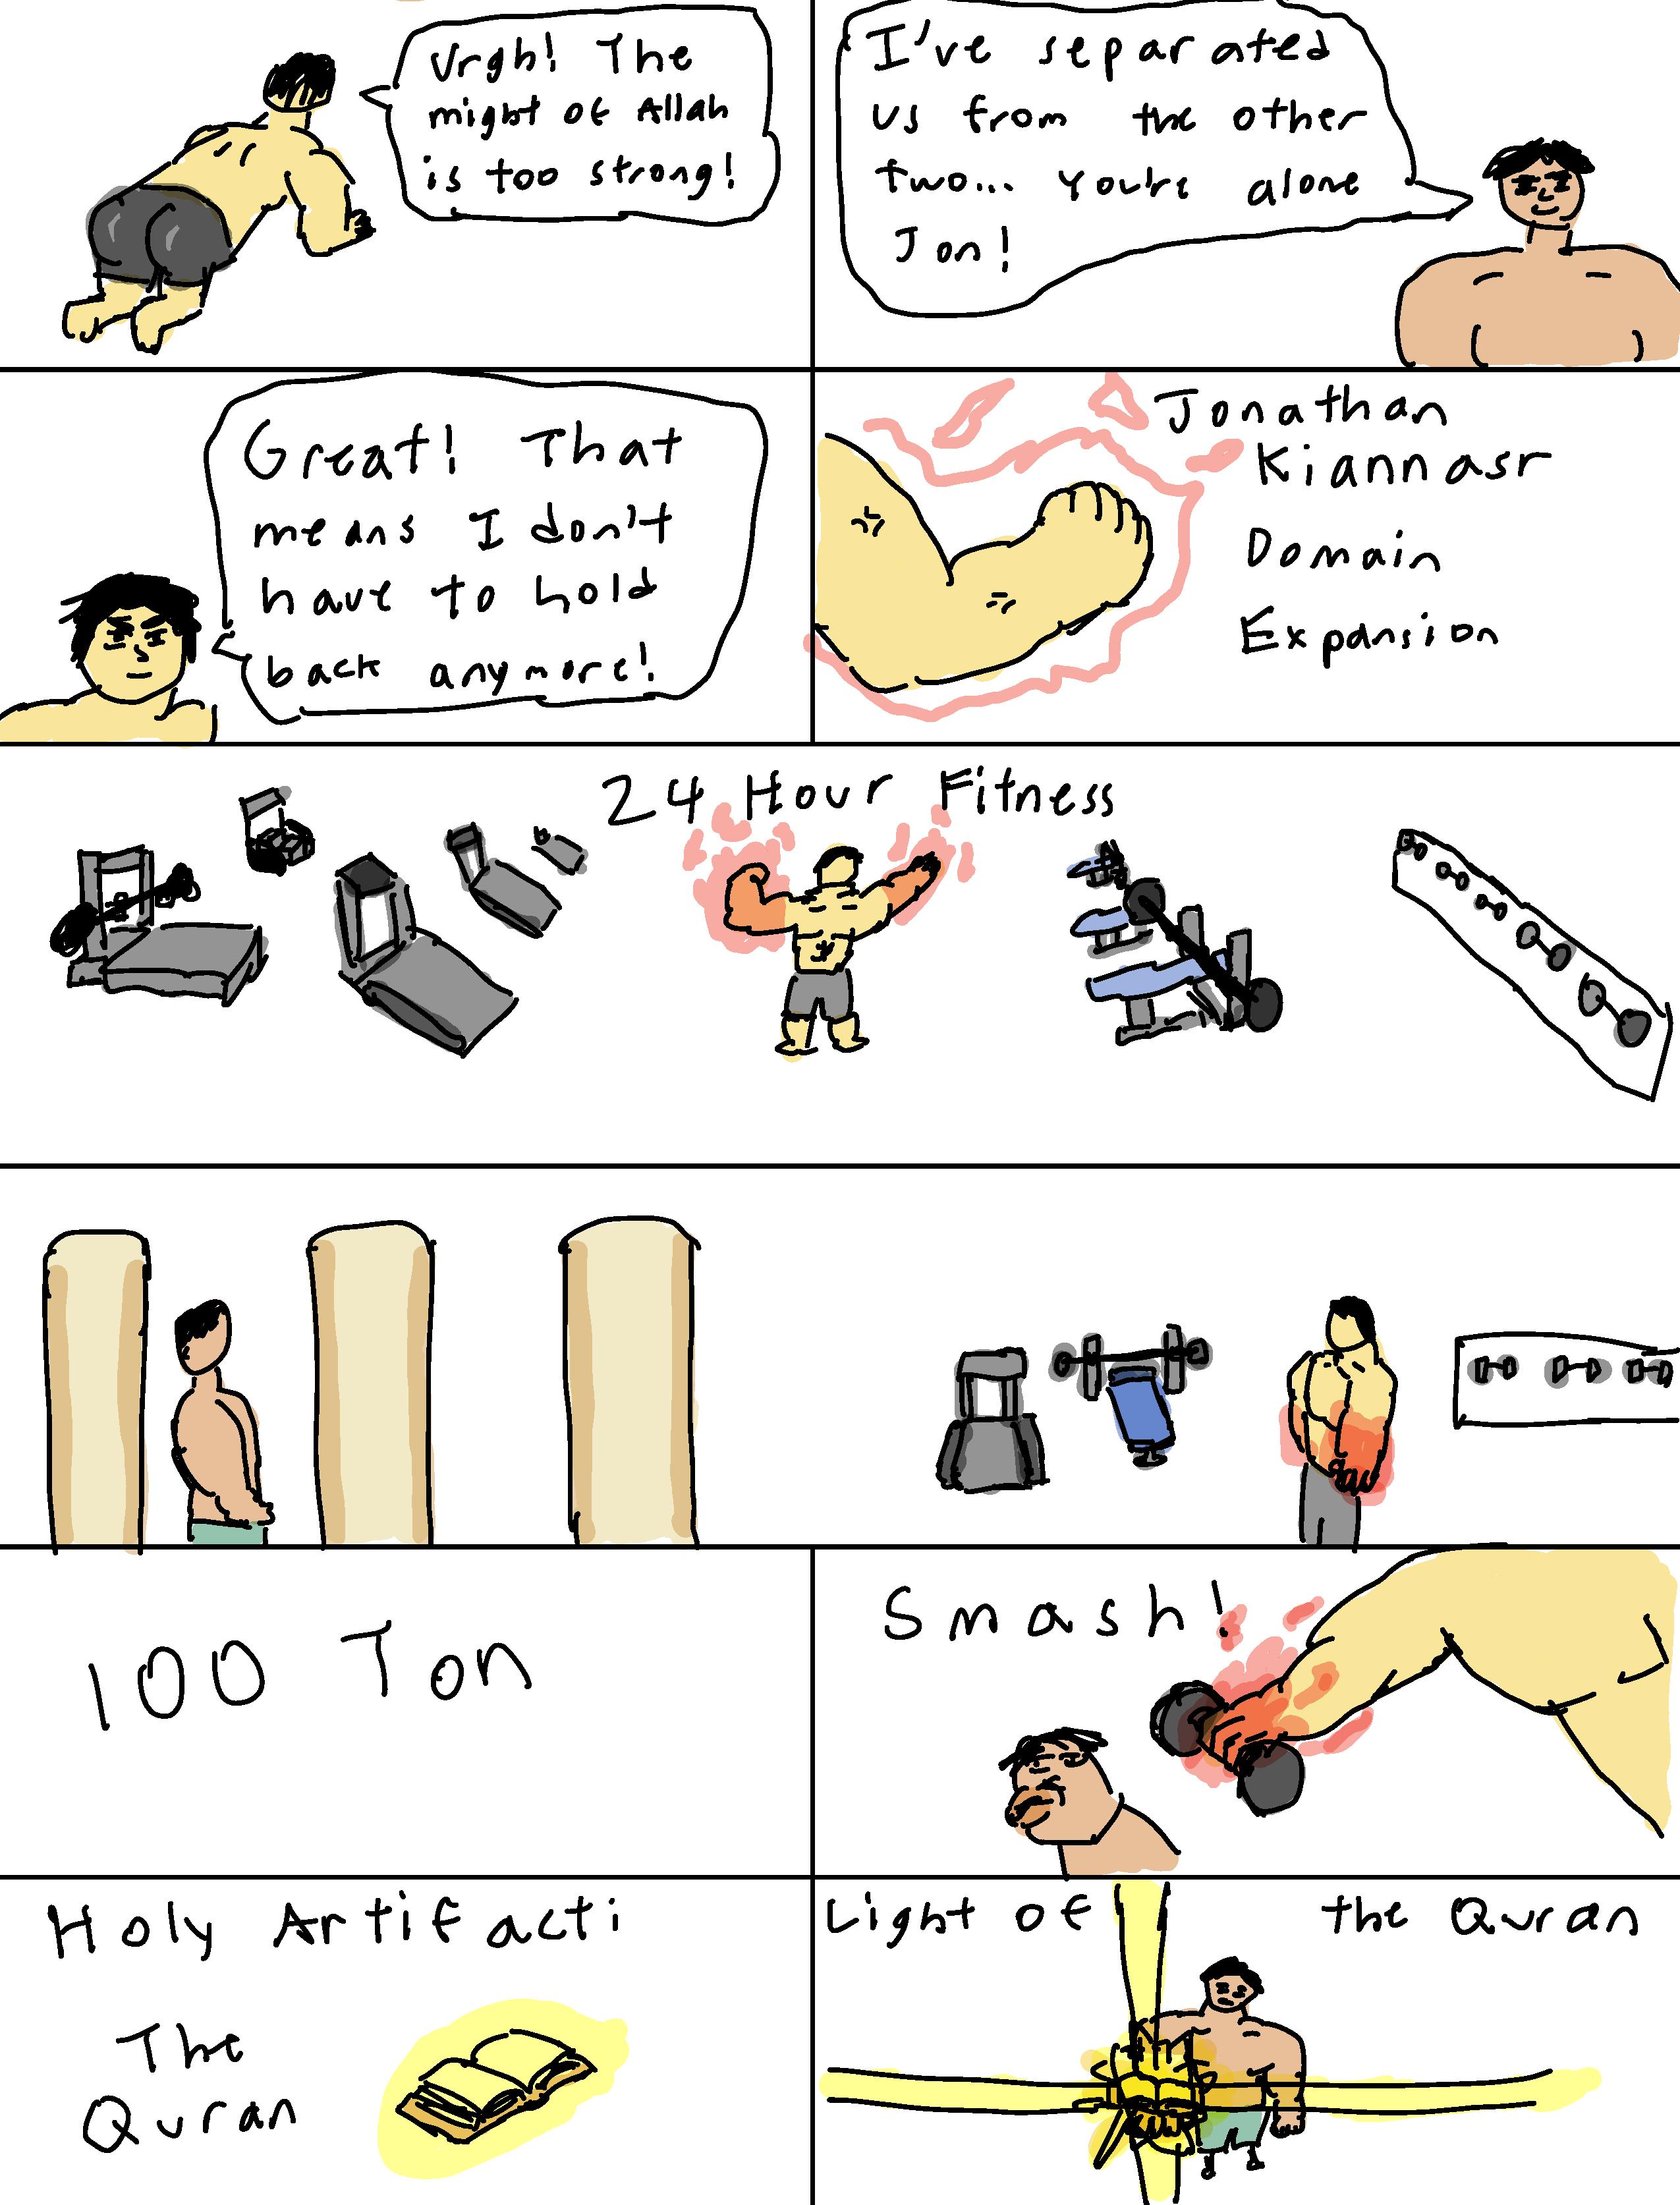 Urgh! The
might of Allah
is too strong!
I've separated
us from the other
two... You're alone
Jon!
Great! That
means I don't
have to hold
back anymore!
Jonathan
Kiannasr
Domain
Expansion
24 Hour Fitness
100 Ton
Smash!
Holy Artifact:
The
Quran
Light of the Quran